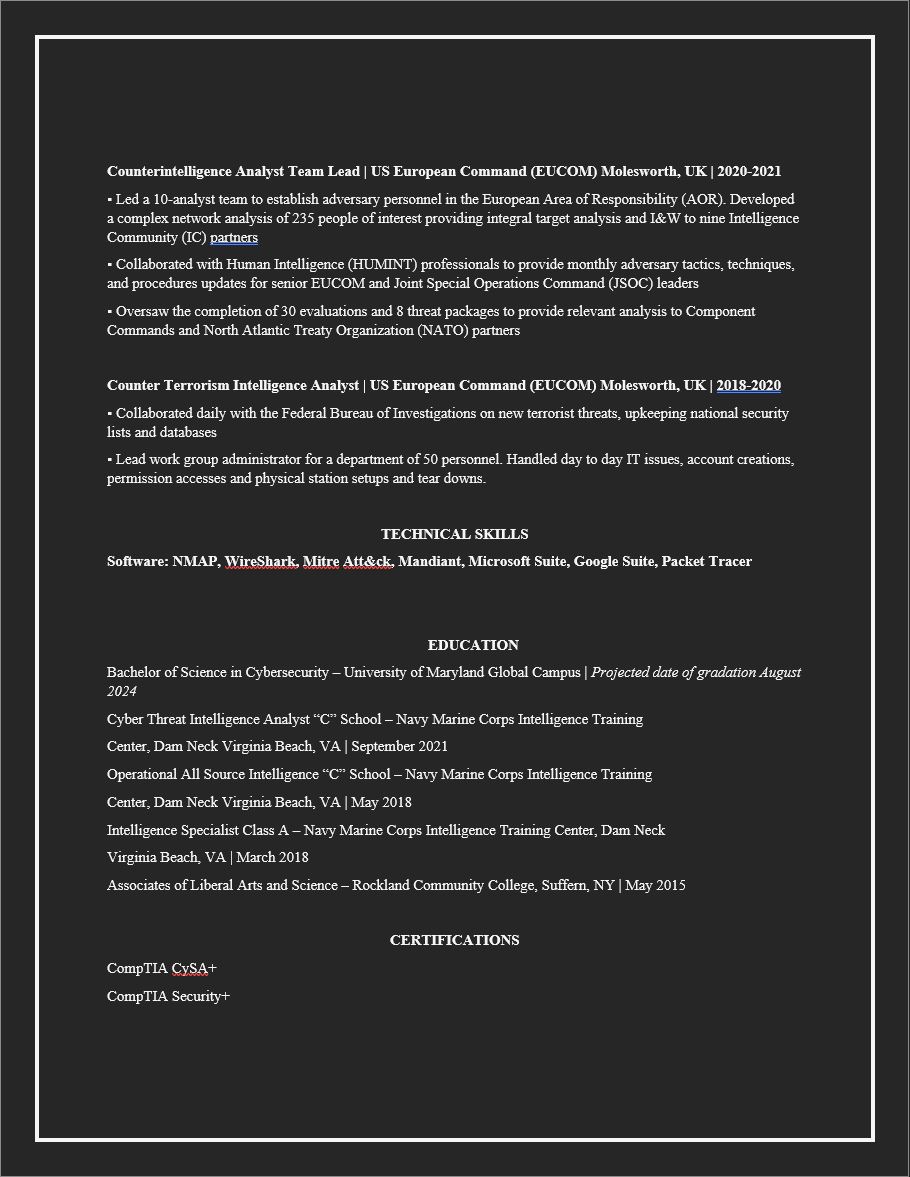 Counterintelligence Analyst Team Lead | US European Command (EUCOM) Molesworth, UK | 2020-2021
▪ Led a 10-analyst team to establish adversary personnel in the European Area of Responsibility (AOR). Developed
a complex network analysis of 235 people of interest providing integral target analysis and I&W to nine Intelligence
Community (IC) partners
▪ Collaborated with Human Intelligence (HUMINT) professionals to provide monthly adversary tactics, techniques,
and procedures updates for senior EUCOM and Joint Special Operations Command (JSOC) leaders
▪ Oversaw the completion of 30 evaluations and 8 threat packages to provide relevant analysis to Component
Commands and North Atlantic Treaty Organization (NATO) partners
Counter Terrorism Intelligence Analyst | US European Command (EUCOM) Molesworth, UK | 2018-2020
▪ Collaborated daily with the Federal Bureau of Investigations on new terrorist threats, upkeeping national security
lists and databases
▪ Lead work group administrator for a department of 50 personnel. Handled day to day IT issues, account creations,
permission accesses and physical station setups and tear downs.
TECHNICAL SKILLS
Software: NMAP, WireShark, Mitre Att&ck, Mandiant, Microsoft Suite, Google Suite, Packet Tracer
EDUCATION
Bachelor of Science in Cybersecurity – University of Maryland Global Campus | Projected date of gradation August
2024
Cyber Threat Intelligence Analyst “C” School – Navy Marine Corps Intelligence Training
Center, Dam Neck Virginia Beach, VA | September 2021
Operational All Source Intelligence “C” School – Navy Marine Corps Intelligence Training
Center, Dam Neck Virginia Beach, VA | May 2018
Intelligence Specialist Class A – Navy Marine Corps Intelligence Training Center, Dam Neck
Virginia Beach, VA | March 2018
Associates of Liberal Arts and Science – Rockland Community College, Suffern, NY | May 2015
CERTIFICATIONS
CompTIA CySA+
CompTIA Security+